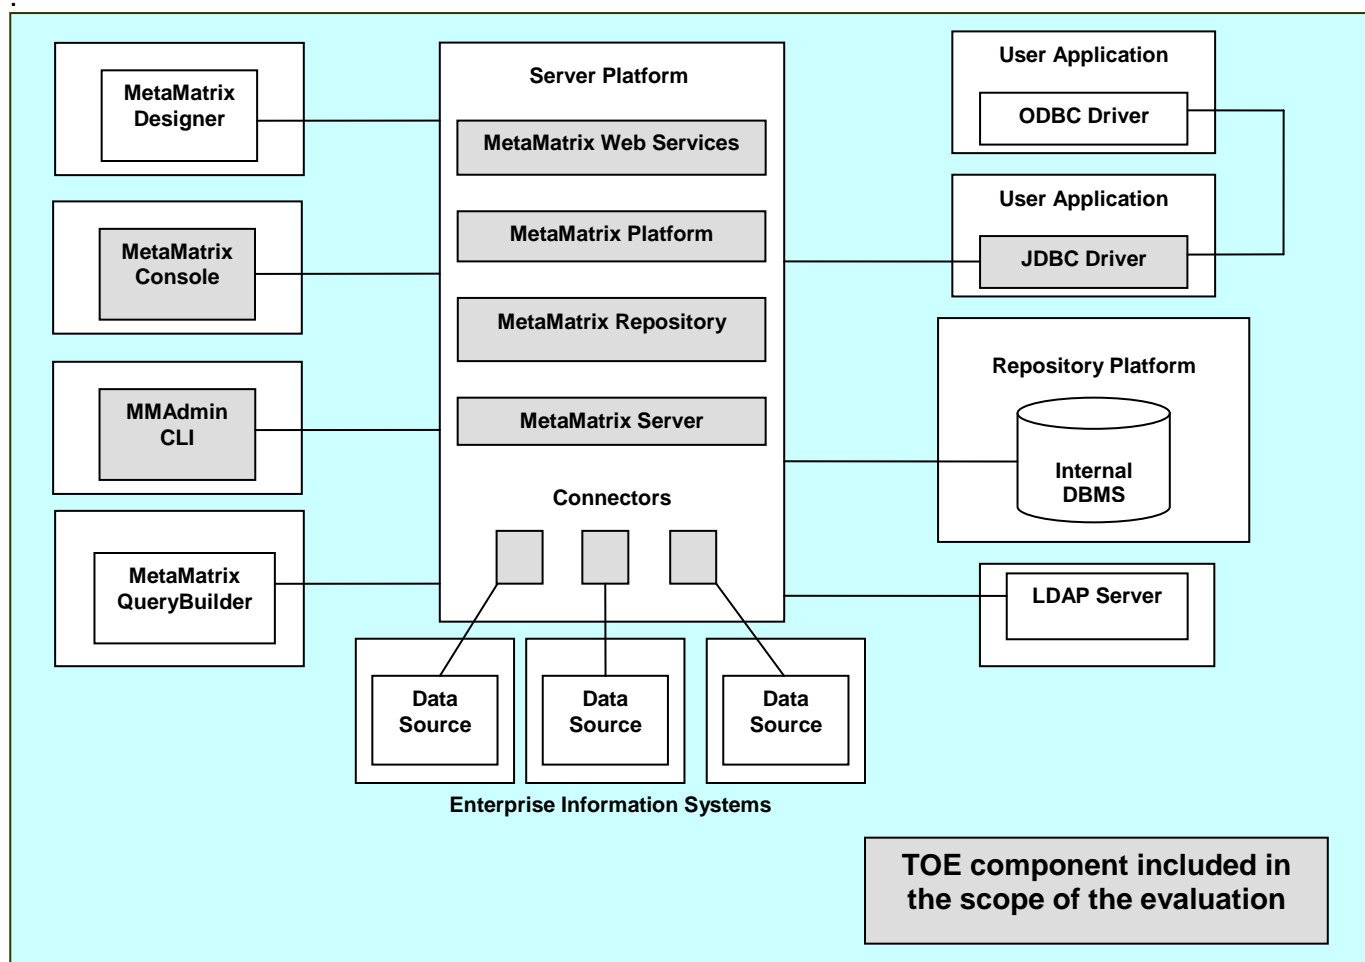 .
MetaMatrix
Designer
MetaMatrix
Console
MMAdmin
CLI
MetaMatrix
QueryBuilder
Server Platform
MetaMatrix Web Services
MetaMatrix Platform
MetaMatrix Repository
MetaMatrix Server
Connectors
User Application
ODBC Driver
User Application
JDBC Driver
Repository Platform
Internal
DBMS
LDAP Server
Data
Source
Data
Source
Data
Source
Enterprise Information Systems
TOE component included in
the scope of the evaluation